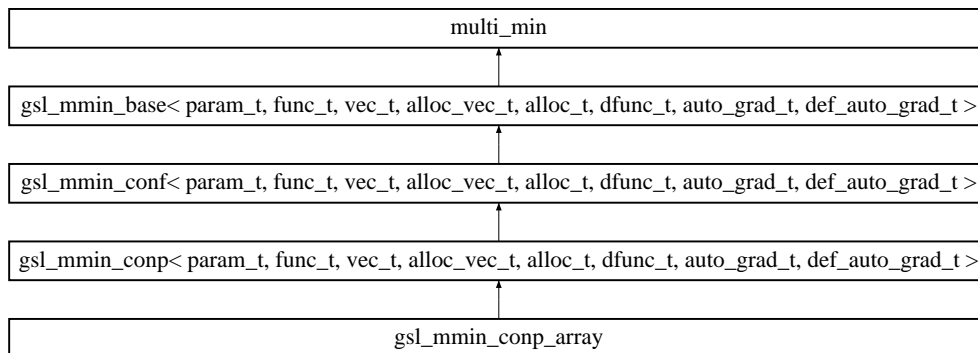 multi_min
gsl_mmin_base< param_t, func_t, vec_t, alloc_vec_t, alloc_t, dfunc_t, auto_grad_t, def_auto_grad_t >
gsl_mmin_conf< param_t, func_t, vec_t, alloc_vec_t, alloc_t, dfunc_t, auto_grad_t, def_auto_grad_t >
gsl_mmin_conp< param_t, func_t, vec_t, alloc_vec_t, alloc_t, dfunc_t, auto_grad_t, def_auto_grad_t >
gsl_mmin_conp_array